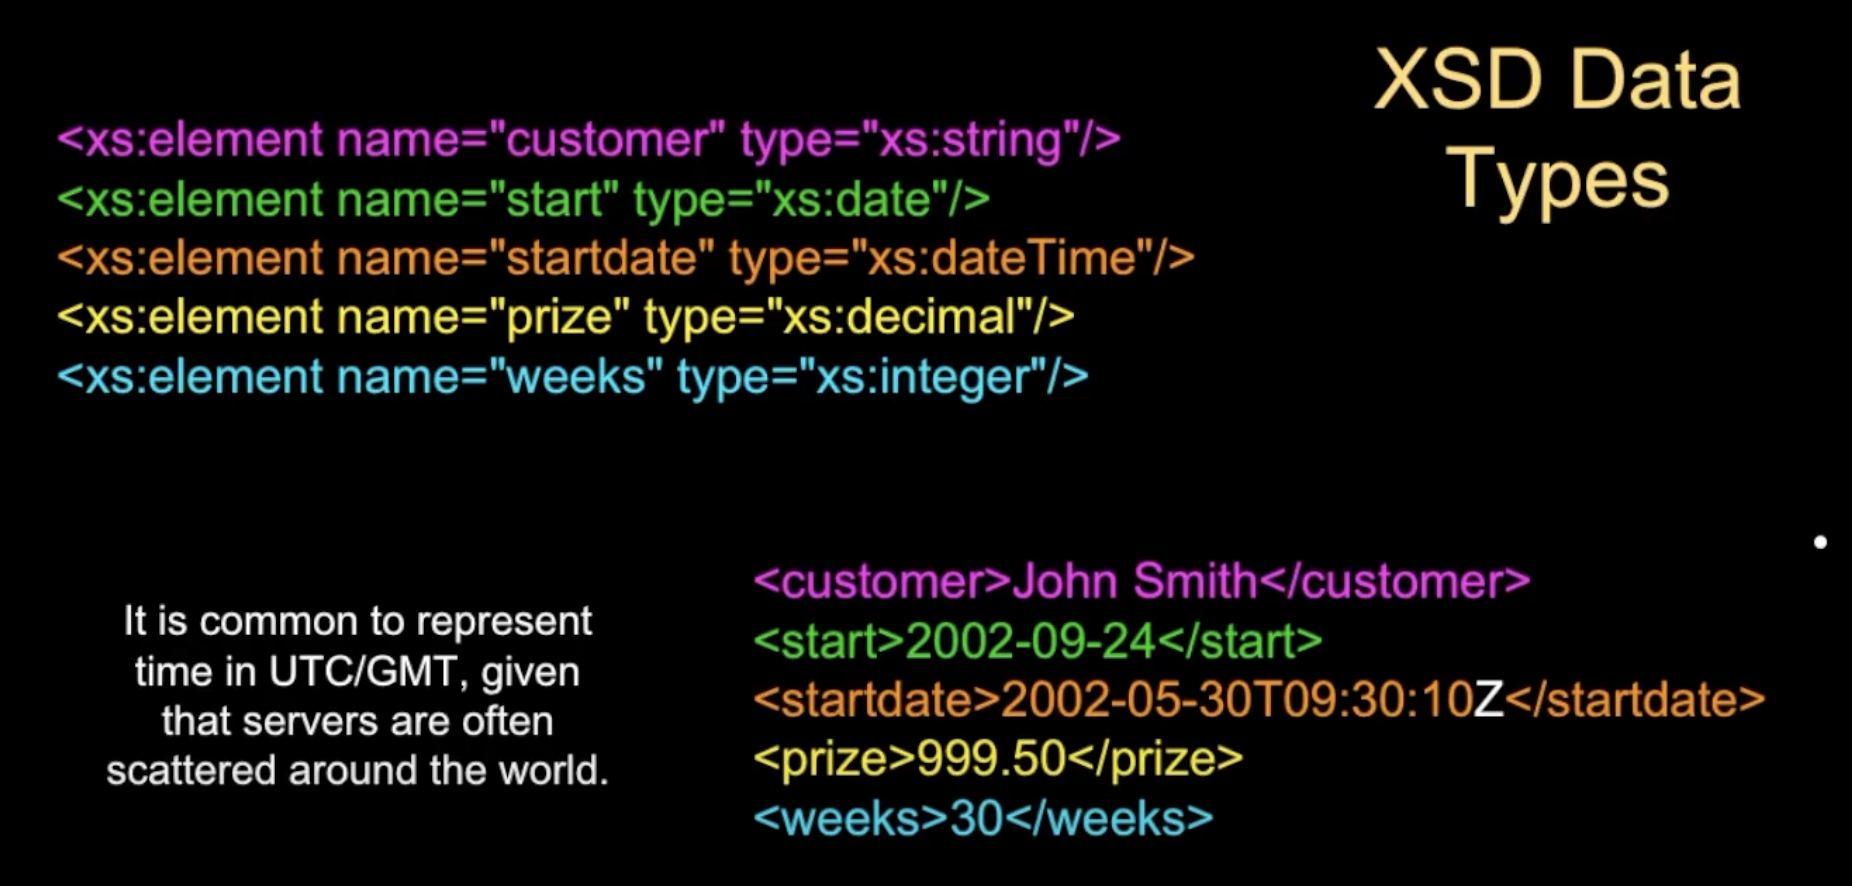 XSD Data
Types
<xs:element name="customer" type="xs:string"/>
<xs:element name="start" type="xs:date"/>
<xs:element name="startdate" type="xs:dateTime"/>
<xs:element name="prize" type="xs:decimal"/>
<xs:element name="weeks" type="xs:integer"/>
It is common to represent
time in UTC/GMT, given
that servers are often
scattered around the world.
<customer>John Smith</customer>
<start>2002-09-24</start>
<startdate>2002-05-30T09:30:10Z</startdate>
<prize>999.50</prize>
<weeks>30</weeks>